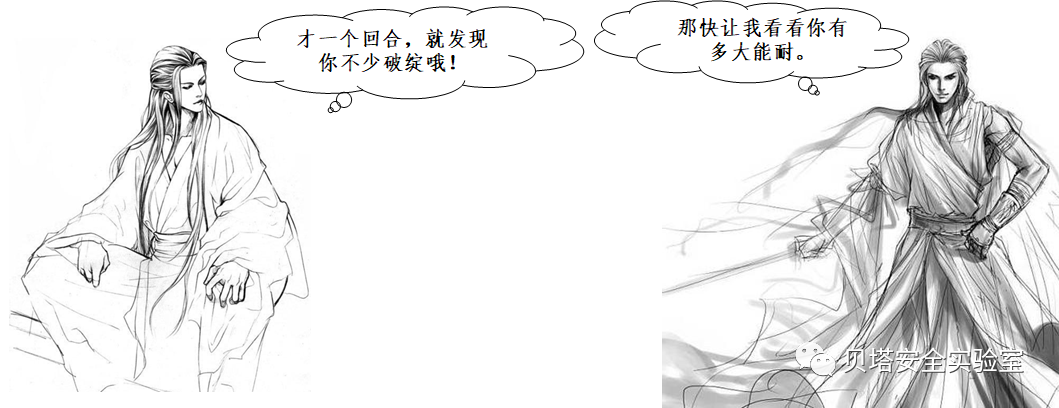 才一个回合，就发现
你不少破绽哦！
那快让我看看你有
多大能耐。
贝塔安全实验室